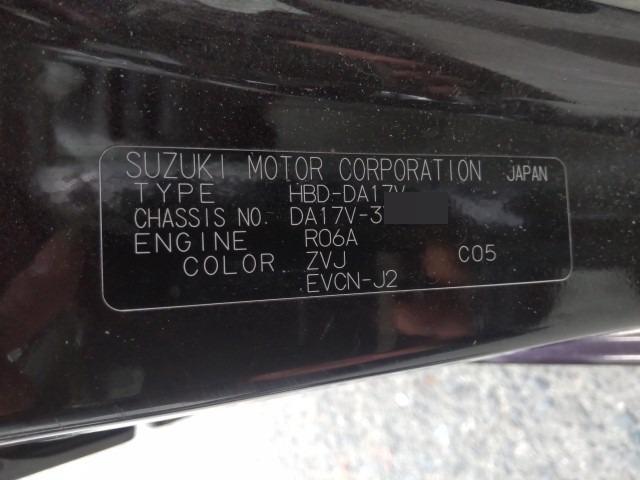 SUZUKI MOTOR CORPORATION JAPAN
TYPE HBD-DA17V
CHASSIS NO. DA17V-3
ENGINE R06A
COLOR ZVJ C05
EVCN-J2